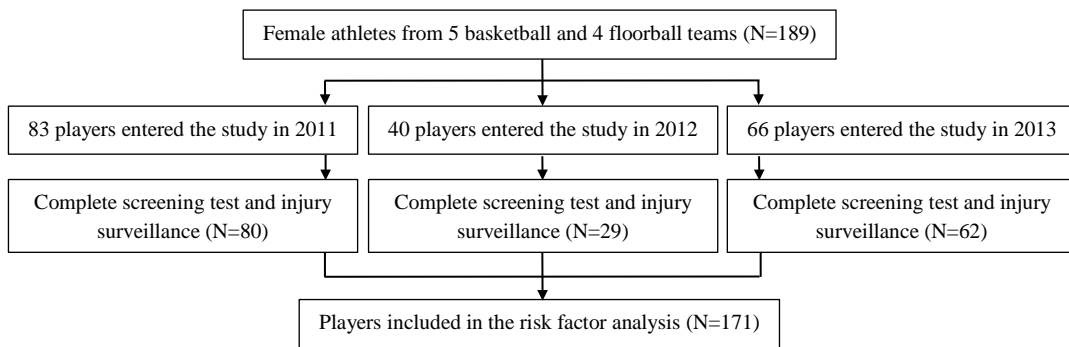 Female athletes from 5 basketball and 4 floorball teams (N=189)
83 players entered the study in 2011
40 players entered the study in 2012
66 players entered the study in 2013
Complete screening test and injury
surveillance (N=80)
Complete screening test and injury
surveillance (N=29)
Complete screening test and injury
surveillance (N=62)
Players included in the risk factor analysis (N=171)